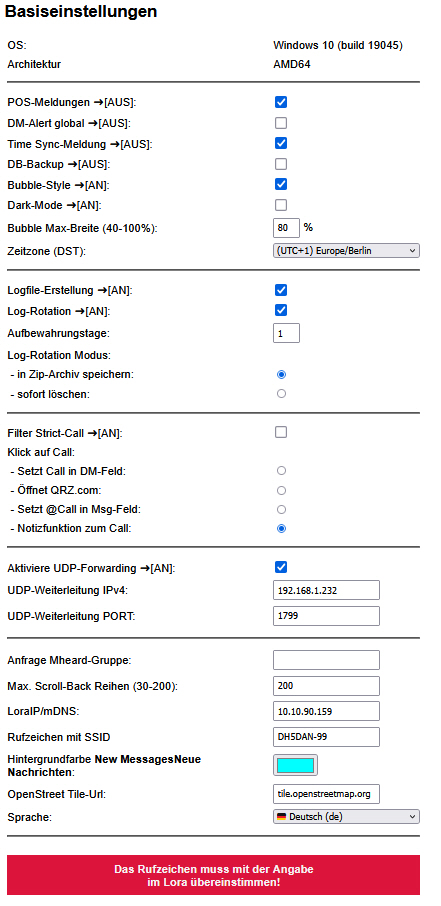 Basiseinstellungen
OS: Windows 10 (build 19045)
Architektur AMD64
POS-Meldungen ➔[AUS]:
DM-Alert global ➔[AUS]:
Time Sync-Meldung ➔[AUS]:
DB-Backup ➔[AUS]:
Bubble-Style ➔[AN]:
Dark-Mode ➔[AN]:
Bubble Max-Breite (40-100%): 80 %
Zeitzone (DST): (UTC+1) Europe/Berlin
Logfile-Erstellung ➔[AN]:
Log-Rotation ➔[AN]:
Aufbewahrungstage: 1
Log-Rotation Modus:
- in Zip-Archiv speichern:
- sofort löschen:
Filter Strict-Call ➔[AN]:
Klick auf Call:
- Setzt Call in DM-Feld:
- Öffnet QRZ.com:
- Setzt @Call in Msg-Feld:
- Notizfunktion zum Call:
Aktiviere UDP-Forwarding ➔[AN]:
UDP-Weiterleitung IPv4: 192.168.1.232
UDP-Weiterleitung PORT: 1799
Anfrage Mheard-Gruppe:
Max. Scroll-Back Reihen (30-200): 200
LoraIP/mDNS: 10.10.90.159
Rufzeichen mit SSID DH5DAN-99
Hintergrundfarbe New MessagesNeue
Nachrichten:
OpenStreet Tile-Url: tile.openstreetmap.org
Sprache: Deutsch (de)
Das Rufzeichen muss mit der Angabe
im Lora übereinstimmen!